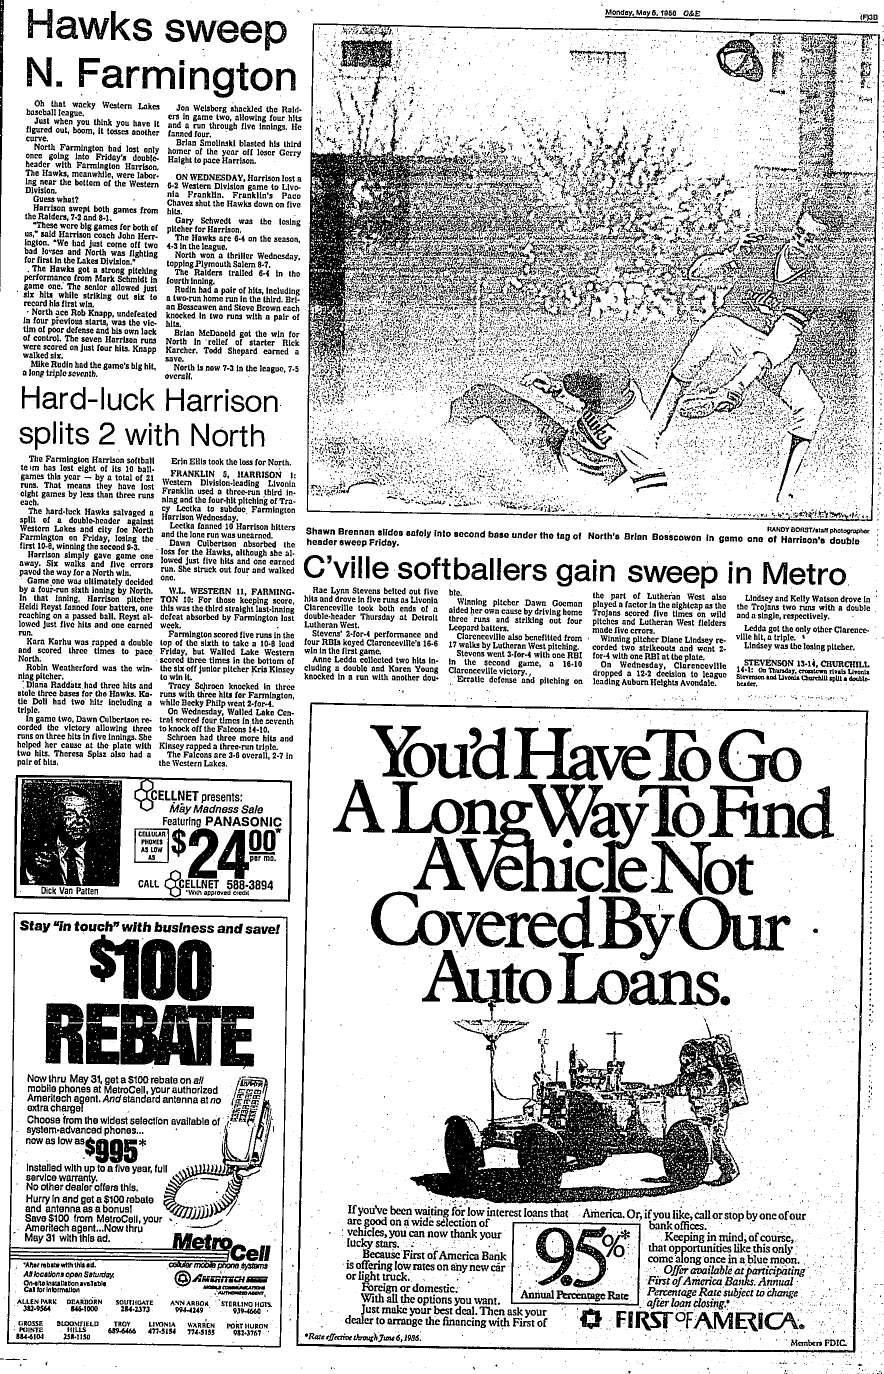 Monday, May 5, 1986 O&E
(F)3B
Hawks sweep
N. Farmington
Oh that wacky Western Lakes
baseball league.
Just when you think you have it
figured out, boom, it tosses another
curve.
North Farmington had lost only
once going into Friday's double-
header with Farmington Harrison.
The Hawks, meanwhile, were labor-
ing near the bottom of the Western
Division.
Guess what?
Harrison swept both games from
the Raiders, 7-2 and 8-1.
"These were big games for both of
us," said Harrison coach John Herr-
ington. "We had just come off two
bad losses and North was fighting
for first in the Lakes Division."
The Hawks got a strong pitching
performance from Mark Schmidt in
game one. The senior allowed just
six hits while striking out six to
record his first win.
North ace Rob Knapp, undefeated
in four previous starts, was the vic-
tim of poor defense and his own lack
of control. The seven Harrison runs
were scored on just four hits. Knapp
walked six.
Mike Rudin had the game's big hit,
a long triple seventh.
Jon Welsberg shackled the Raid-
ers in game two, allowing four hits
and a run through five innings. He
fanned four.
Brian Smolinski blasted his third
homer of the year off loser Gerry
Haight to pace Harrison.
ON WEDNESDAY, Harrison lost a
6-2 Western Division game to Livo-
nia Franklin. Franklin's Paco
Chavez shut the Hawks down on five
hits.
Gary Schwedt was the losing
pitcher for Harrison.
The Hawks are 6-4 on the season,
4-3 in the league.
North won a thriller Wednesday,
topping Plymouth Salem 8-7.
The Raiders trailed 6-4 in the
fourth inning.
Rudin had a pair of hits, including
a two-run home run in the third. Bri-
an Boscawen and Steve Brown each
knocked in two runs with a pair of
hits.
Brian McDonald got the win for
North in relief of starter Rick
Karcher. Todd Shepard earned a
save.
North is now 7-3 in the league, 7-5
overall.
Hard-luck Harrison
splits 2 with North
The Farmington Harrison softball
team has lost eight of its 10 ball-
games this year — by a total of 21
runs. That means they have lost
eight games by less than three runs
each.
The hard-luck Hawks salvaged a
split of a double-header against
Western Lakes and city foe North
Farmington on Friday, losing the
first 10-6, winning the second 9-3.
Harrison simply gave game one
away. Six walks and five errors
paved the way for a North win.
Game one was ultimately decided
by a four-run sixth inning by North.
In that inning, Harrison pitcher
Heidi Reyst fanned four batters, one
reaching on a passed ball. Reyst al-
lowed just five hits and one earned
run.
Kara Karhu was rapped a double
and scored three times to pace
North.
Robin Weatherford was the win-
ning pitcher.
Diana Raddatz had three hits and
stole three bases for the Hawks. Ka-
tie Doll had two hits including a
triple.
In game two, Dawn Culbertson re-
corded the victory allowing three
runs on three hits in five innings. She
helped her cause at the plate with
two hits. Theresa Splaz also had a
pair of hits.
Erin Ellis took the loss for North.
FRANKLIN 5, HARRISON 1:
Western Division-leading Livonia
Franklin used a three-run third in-
ning and the four-hit pitching of Tra-
cy Lectka to subdue Farmington
Harrison Wednesday.
Lectka fanned 10 Harrison hitters
and the lone run was unearned.
Dawn Culbertson absorbed the
loss for the Hawks, although she al-
lowed just five hits and one earned
run. She struck out four and walked
one.
W.L. WESTERN 11, FARMING-
TON 10: For those keeping score,
this was the third straight last-inning
defeat absorbed by Farmington last
week.
Farmington scored five runs in the
top of the sixth to take a 10-8 lead
Friday, but Walled Lake Western
scored three times in the bottom of
the six off junior pitcher Kris Kinsey
to win it.
Tracy Schroen knocked in three
runs with three hits for Farmington,
while Becky Philp went 2-for-4.
On Wednesday, Walled Lake Cen-
tral scored four times in the seventh
to knock off the Falcons 14-10.
Schroen had three more hits and
Kinsey rapped a three-run triple.
The Falcons are 3-6 overall, 2-7 in
the Western Lakes.
RANDY BORST/staff photographer
Shawn Brennan slides safely into second base under the tag of North's Brian Bosscowen in game one of Harrison's double
header sweep Friday.
C'ville softballers gain sweep in Metro
Rae Lynn Stevens belted out five
hits and drove in five runs as Livonia
Clarenceville took both ends of a
double-header Thursday at Detroit
Lutheran West.
Stevens' 2-for-4 performance and
four RBIs keyed Clarenceville's 16-6
win in the first game.
Anne Ledda collected two hits in-
cluding a double and Karen Young
knocked in a run with another dou-
ble.
Winning pitcher Dawn Gocman
aided her own cause by driving home
three runs and striking out four
Leopard batters.
Clarenceville also benefitted from
17 walks by Lutheran West pitching.
Stevens went 3-for-4 with one RBI
in the second game, a 16-10
Clarenceville victory.
Erratic defense and pitching on
the part of Lutheran West also
played a factor in the nightcap as the
Trojans scored five times on wild
pitches and Lutheran West fielders
made five errors.
Winning pitcher Diane Lindsey re-
corded two strikeouts and went 2-
for-4 with one RBI at the plate.
On Wednesday, Clarenceville
dropped a 12-2 decision to league
leading Auburn Heights Avondale.
Lindsey and Kelly Watson drove in
the Trojans two runs with a double
and a single, respectively.
Ledda got the only other Clarence-
ville hit, a triple.
Lindsey was the losing pitcher.
STEVENSON 13-14, CHURCHILL
14-1: On Thursday, crosstown rivals Livonia
Stevenson and Livonia Churchill split a double-
header.
CELLNET presents:
May Madness Sale
Featuring PANASONIC
CELLULAR
PHONES
AS LOW
AS
$24.00*
per mo.
CALL CELLNET 588-3894
*With approved credit
Dick Van Patten
Stay "in touch" with business and save!
$100
REBATE
Now thru May 31, get a $100 rebate on all
mobile phones at MetroCell, your authorized
Ameritech agent. And standard antenna at no
extra charge!
Choose from the widest selection available of
system-advanced phones...
now as low as $995*
Installed with up to a five year, full
service warranty.
No other dealer offers this.
Hurry in and get a $100 rebate
and antenna as a bonus!
Save $100 from MetroCell, your
Ameritech agent...Now thru
May 31 with this ad.
MetroCell
cellular mobile phone systems
*After rebate with this ad.
All locations open Saturday.
On-site installation available
Call for information
AMERITECH
MOBILE COMMUNICATIONS
AUTHORIZED AGENT
ALLEN PARK
382-9564
DEARBORN
846-1000
SOUTHGATE
284-2373
ANN ARBOR
994-4249
STERLING HGTS.
939-6660
GROSSE
POINTE
884-6104
BLOOMFIELD
HILLS
258-1150
TROY
689-6466
LIVONIA
477-5154
WARREN
774-5155
PORT HURON
982-3767
You'd Have To Go
A Long Way To Find
A Vehicle Not
Covered By Our
Auto Loans.
If you've been waiting for low interest loans that
are good on a wide selection of
vehicles, you can now thank your
lucky stars.
Because First of America Bank
is offering low rates on any new car
or light truck.
Foreign or domestic.
With all the options you want.
Just make your best deal. Then ask your
dealer to arrange the financing with First of
America. Or, if you like, call or stop by one of our
bank offices.
Keeping in mind, of course,
that opportunities like this only
come along once in a blue moon.
Offer available at participating
First of America Banks. Annual
Percentage Rate subject to change
after loan closing.*
9.5%*
Annual Percentage Rate
FIRST OF AMERICA.
*Rate effective through June 6, 1986.
Members FDIC.